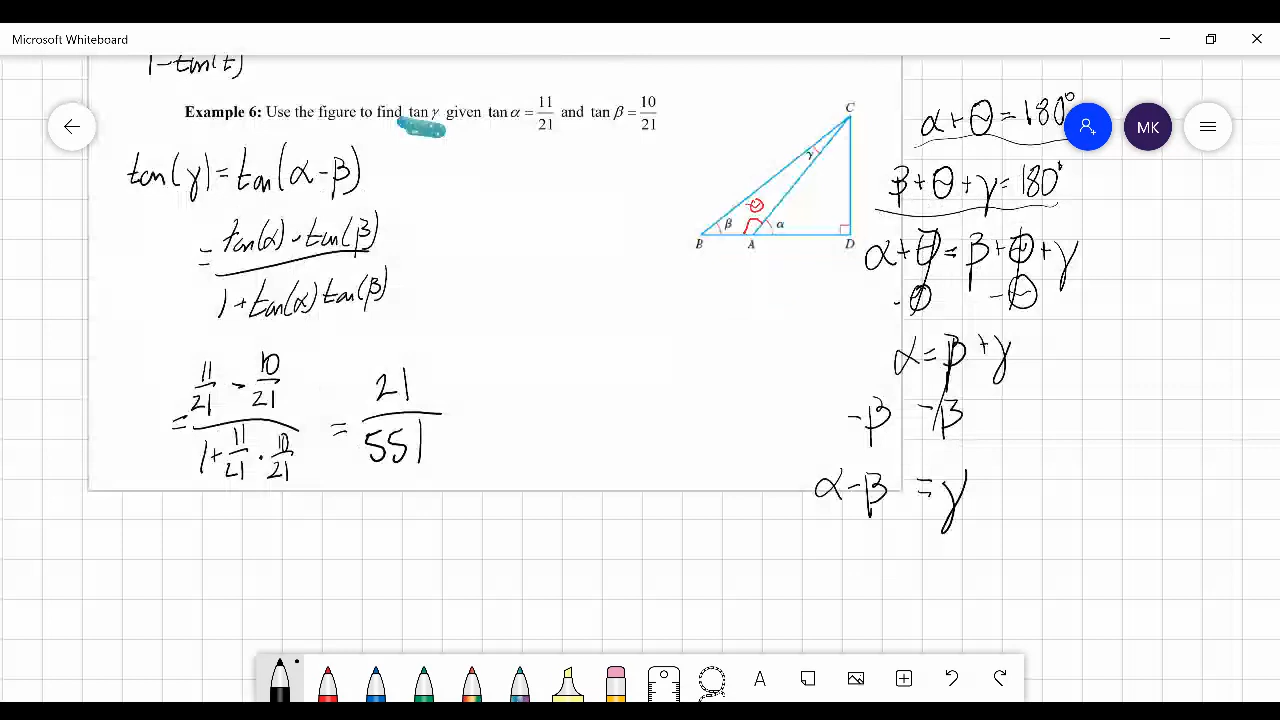 Microsoft Whiteboard
1-tan(t)
Example 6: Use the figure to find tan γ given tan α = 11/21 and tan β = 10/21
tan(γ) = tan(α - β)
= (tan(α) - tan(β)) / (1 + tan(α) tan(β))
= (11/21 - 10/21) / (1 + 11/21 · 10/21) = 21/551
C
γ
θ
β
α
B
A
D
α + θ = 180°
β + θ + γ = 180°
α + θ = β + θ + γ
- θ - θ
α = β + γ
-β -β
α - β = γ
MK
A